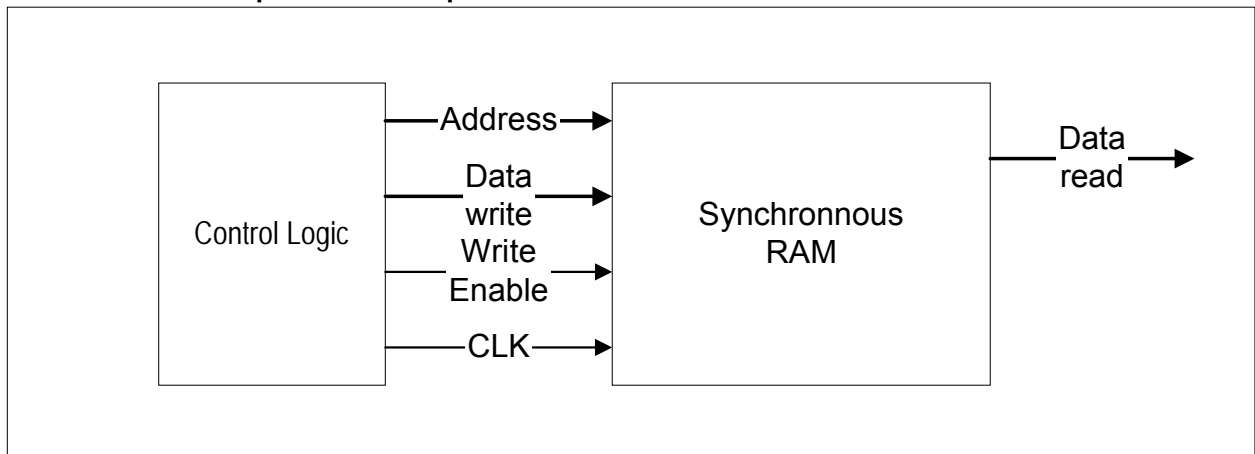 Address
Data
write
Control Logic
Write
Enable
CLK
Synchronnous
RAM
Data
read